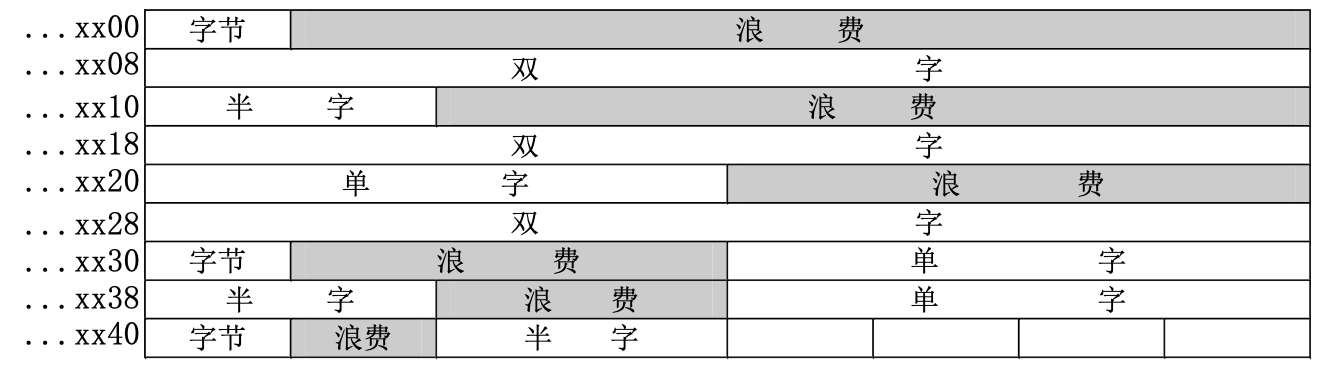 ...xx00 字节 浪费
...xx08 双字
...xx10 半字 浪费
...xx18 双字
...xx20 单字 浪费
...xx28 双字
...xx30 字节 浪费 单字
...xx38 半字 浪费 单字
...xx40 字节 浪费 半字